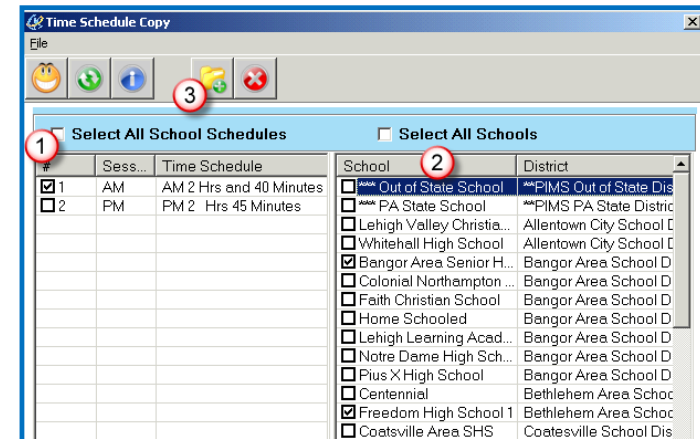 Time Schedule Copy
File
3
Select All School Schedules
Select All Schools
1
2
# Sess... Time Schedule
1 AM AM 2 Hrs and 40 Minutes
2 PM PM 2 Hrs 45 Minutes
School District
*** Out of State School **PIMS Out of State Dis
*** PA State School **PIMS PA State Distric
Lehigh Valley Christia... Allentown City School D
Whitehall High School Allentown City School D
Bangor Area Senior H... Bangor Area School D
Colonial Northampton ... Bangor Area School D
Faith Christian School Bangor Area School D
Home Schooled Bangor Area School D
Lehigh Learning Acad... Bangor Area School D
Notre Dame High Sch... Bangor Area School D
Pius X High School Bangor Area School D
Centennial Bethlehem Area Schoo
Freedom High School 1 Bethlehem Area Schoo
Coatsville Area SHS Coatesville School Dis